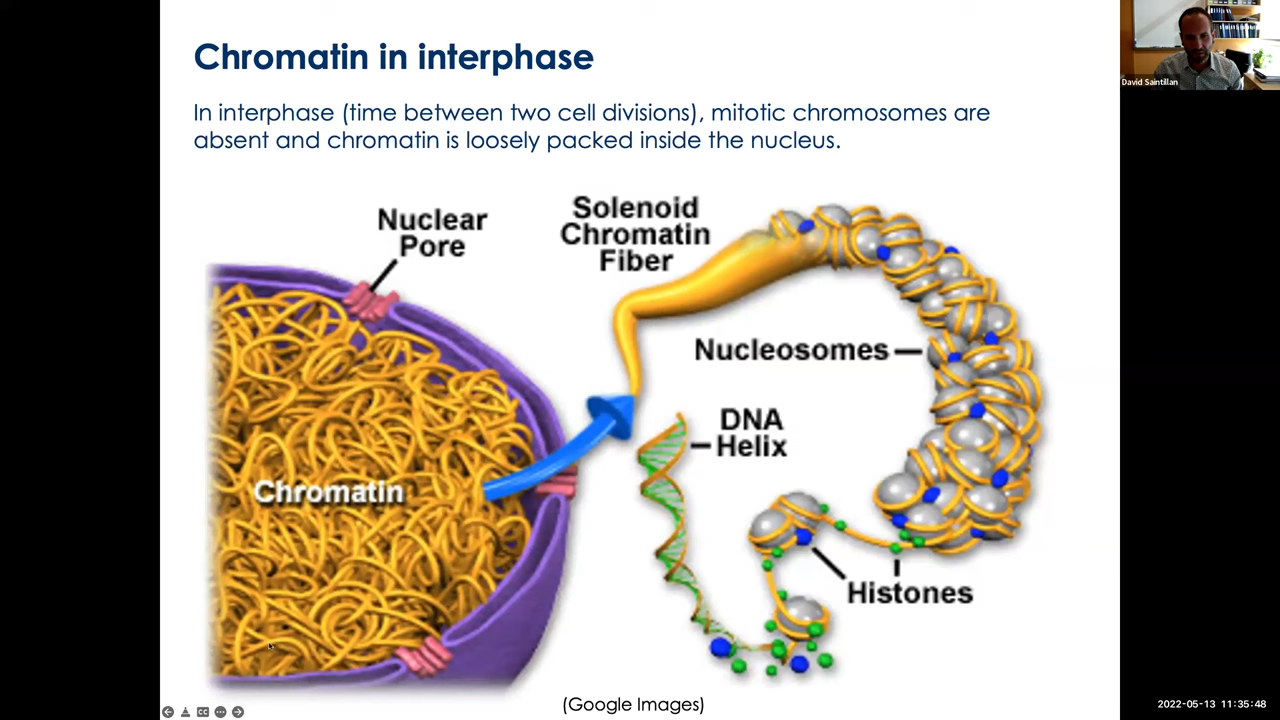 Chromatin in interphase
David Saintillan
In interphase (time between two cell divisions), mitotic chromosomes are
absent and chromatin is loosely packed inside the nucleus.
Nuclear
Pore
Solenoid
Chromatin
Fiber
Nucleosomes
DNA
Helix
Chromatin
Histones
(Google Images)
CC
2022-05-13 11:35:48